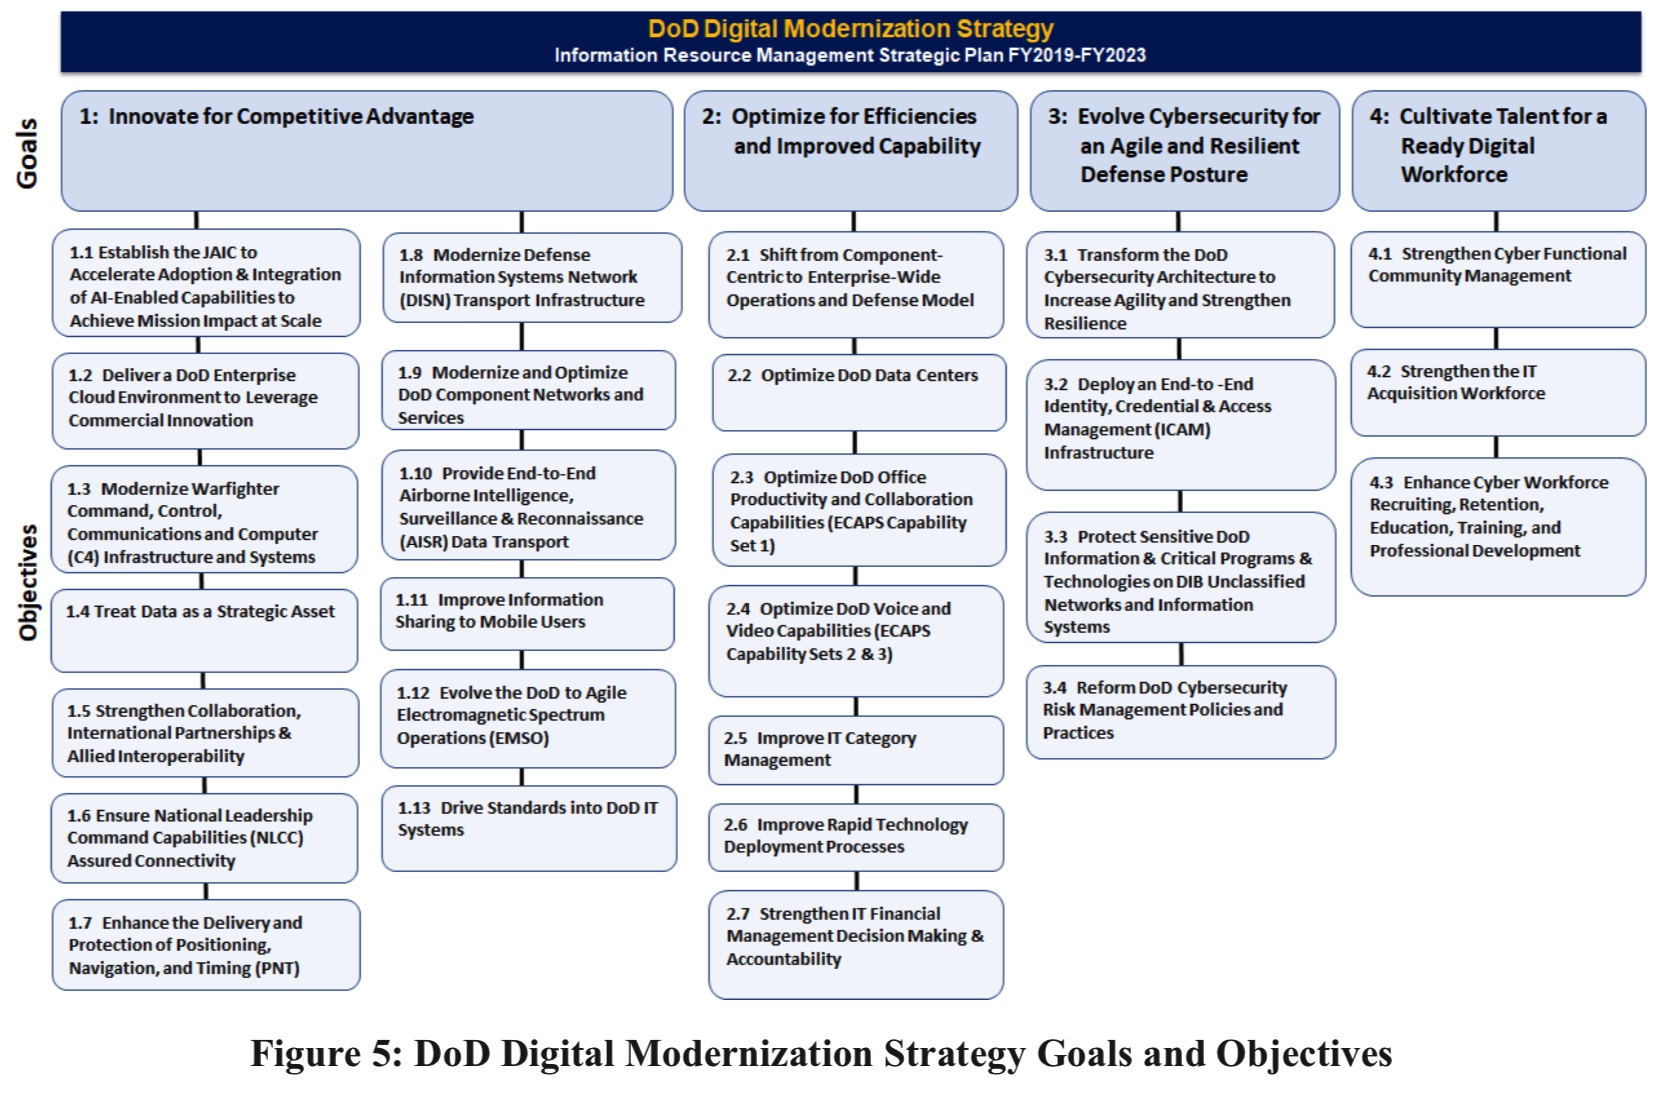 DoD Digital Modernization Strategy
Information Resource Management Strategic Plan FY2019-FY2023
Goals
1: Innovate for Competitive Advantage
2: Optimize for Efficiencies
and Improved Capability
3: Evolve Cybersecurity for
an Agile and Resilient
Defense Posture
4: Cultivate Talent for a
Ready Digital
Workforce
Objectives
1.1 Establish the JAIC to
Accelerate Adoption & Integration
of AI-Enabled Capabilities to
Achieve Mission Impact at Scale
1.2 Deliver a DoD Enterprise
Cloud Environment to Leverage
Commercial Innovation
1.3 Modernize Warfighter
Command, Control,
Communications and Computer
(C4) Infrastructure and Systems
1.4 Treat Data as a Strategic Asset
1.5 Strengthen Collaboration,
International Partnerships &
Allied Interoperability
1.6 Ensure National Leadership
Command Capabilities (NLCC)
Assured Connectivity
1.7 Enhance the Delivery and
Protection of Positioning,
Navigation, and Timing (PNT)
1.8 Modernize Defense
Information Systems Network
(DISN) Transport Infrastructure
1.9 Modernize and Optimize
DoD Component Networks and
Services
1.10 Provide End-to-End
Airborne Intelligence,
Surveillance & Reconnaissance
(AISR) Data Transport
1.11 Improve Information
Sharing to Mobile Users
1.12 Evolve the DoD to Agile
Electromagnetic Spectrum
Operations (EMSO)
1.13 Drive Standards into DoD IT
Systems
2.1 Shift from Component-
Centric to Enterprise-Wide
Operations and Defense Model
2.2 Optimize DoD Data Centers
2.3 Optimize DoD Office
Productivity and Collaboration
Capabilities (ECAPS Capability
Set 1)
2.4 Optimize DoD Voice and
Video Capabilities (ECAPS
Capability Sets 2 & 3)
2.5 Improve IT Category
Management
2.6 Improve Rapid Technology
Deployment Processes
2.7 Strengthen IT Financial
Management Decision Making &
Accountability
3.1 Transform the DoD
Cybersecurity Architecture to
Increase Agility and Strengthen
Resilience
3.2 Deploy an End-to -End
Identity, Credential & Access
Management (ICAM)
Infrastructure
3.3 Protect Sensitive DoD
Information & Critical Programs &
Technologies on DIB Unclassified
Networks and Information
Systems
3.4 Reform DoD Cybersecurity
Risk Management Policies and
Practices
4.1 Strengthen Cyber Functional
Community Management
4.2 Strengthen the IT
Acquisition Workforce
4.3 Enhance Cyber Workforce
Recruiting, Retention,
Education, Training, and
Professional Development
Figure 5: DoD Digital Modernization Strategy Goals and Objectives